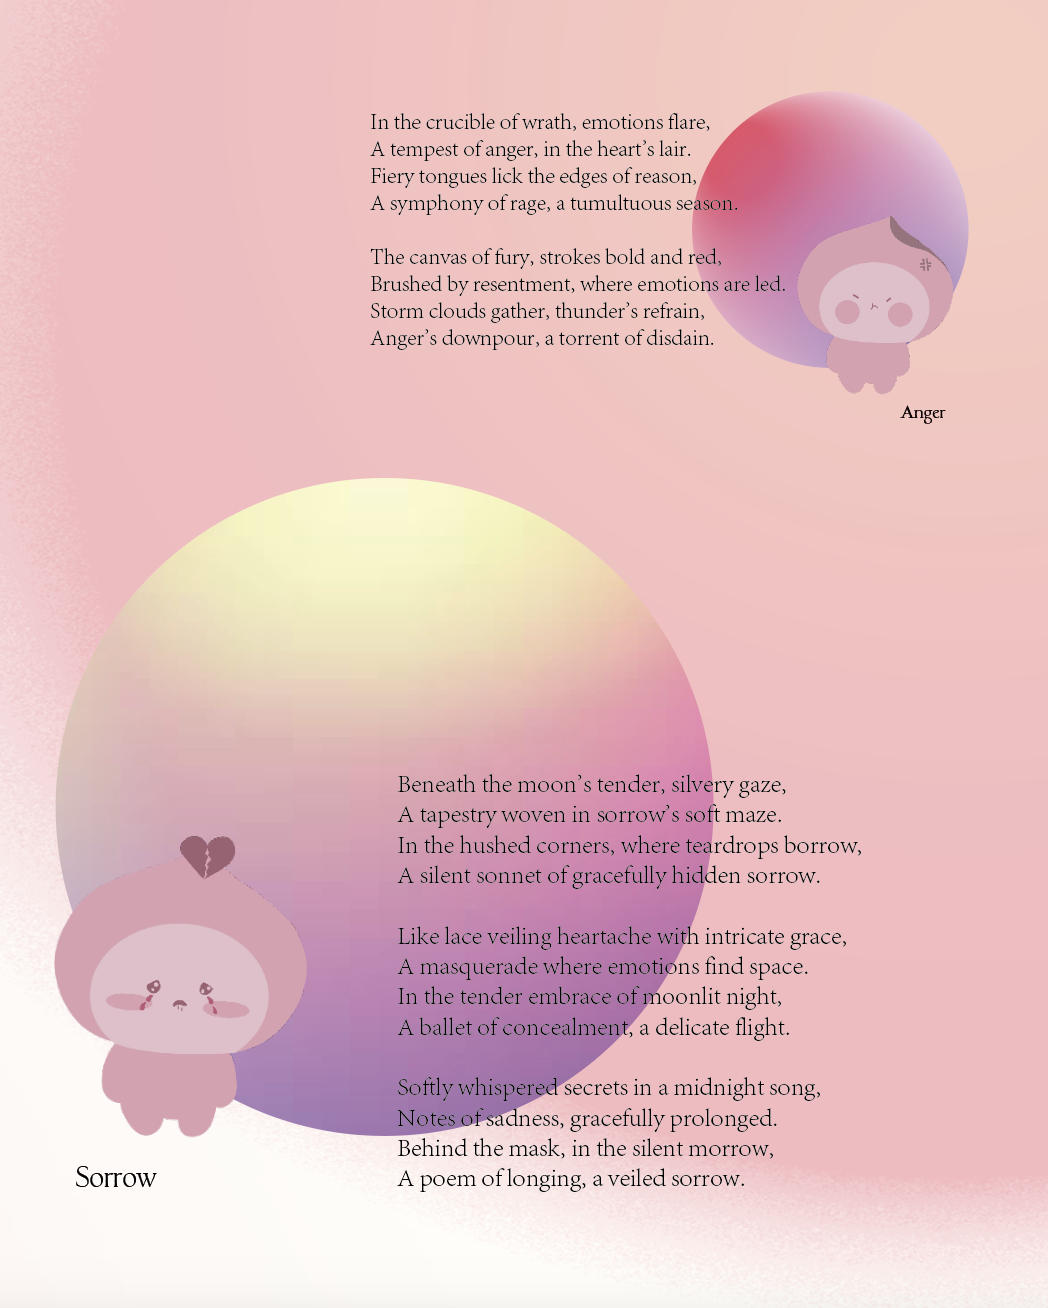 In the crucible of wrath, emotions flare,
A tempest of anger, in the heart’s lair.
Fiery tongues lick the edges of reason,
A symphony of rage, a tumultuous season.
The canvas of fury, strokes bold and red,
Brushed by resentment, where emotions are led.
Storm clouds gather, thunder’s refrain,
Anger’s downpour, a torrent of disdain.
Anger
Beneath the moon’s tender, silvery gaze,
A tapestry woven in sorrow’s soft maze.
In the hushed corners, where teardrops borrow,
A silent sonnet of gracefully hidden sorrow.
Like lace veiling heartache with intricate grace,
A masquerade where emotions find space.
In the tender embrace of moonlit night,
A ballet of concealment, a delicate flight.
Softly whispered secrets in a midnight song,
Notes of sadness, gracefully prolonged.
Behind the mask, in the silent morrow,
A poem of longing, a veiled sorrow.
Sorrow